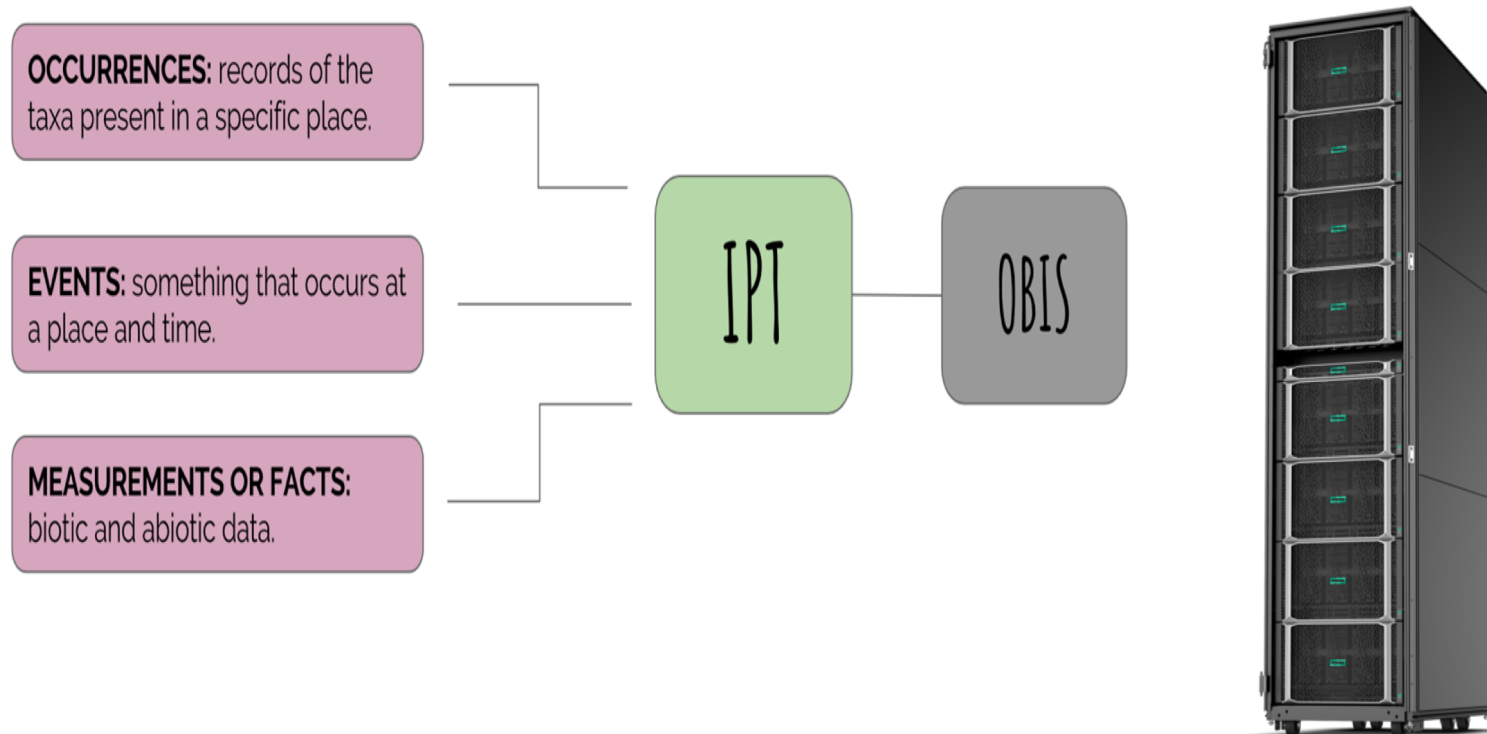 OCCURRENCES: records of the
taxa present in a specific place.
EVENTS: something that occurs at
a place and time.
MEASUREMENTS OR FACTS:
biotic and abiotic data.
IPT
OBIS